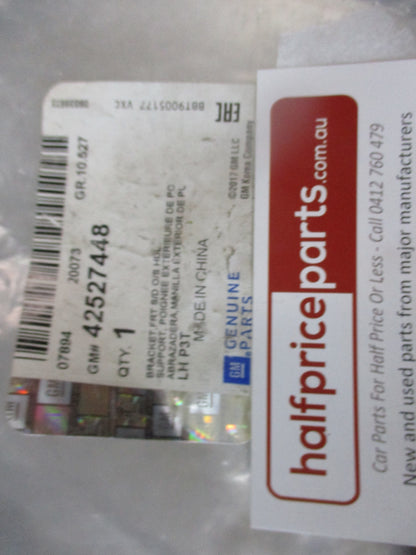 07894 20073 GR.10.527
GM# 42527448
QTY. 1
BRACKET,FRT S/D O/S HDL
SUPPORT, POIGNEE EXTERIEURE DE PO
ABRAZADERA,MANILLA EXTERIOR DE PL
LH P3T MADE IN CHINA
GM GENUINE
PARTS
©2017 GM LLC
GM Korea Company
EAC
BBT9005177 VXC
halfpriceparts.com.au
Car Parts For Half Price Or Less - Call 0412 760 479
New and used parts from major manufacturers